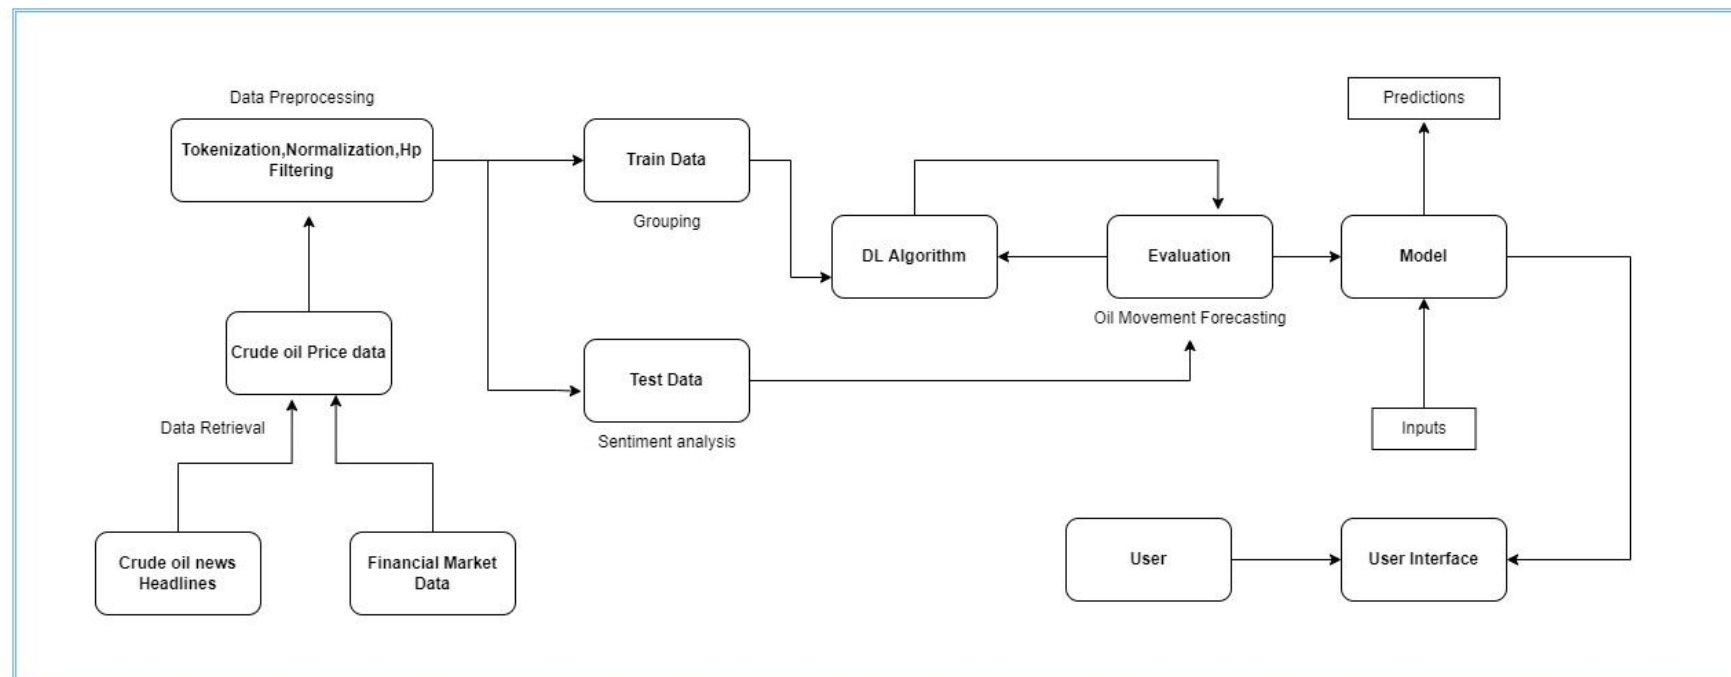 Data Preprocessing
Tokenization,Normalization,Hp
Filtering
Train Data
Grouping
Predictions
DL Algorithm
Evaluation
Model
Oil Movement Forecasting
Crude oil Price data
Test Data
Sentiment analysis
Data Retrieval
Inputs
Crude oil news
Headlines
Financial Market
Data
User
User Interface